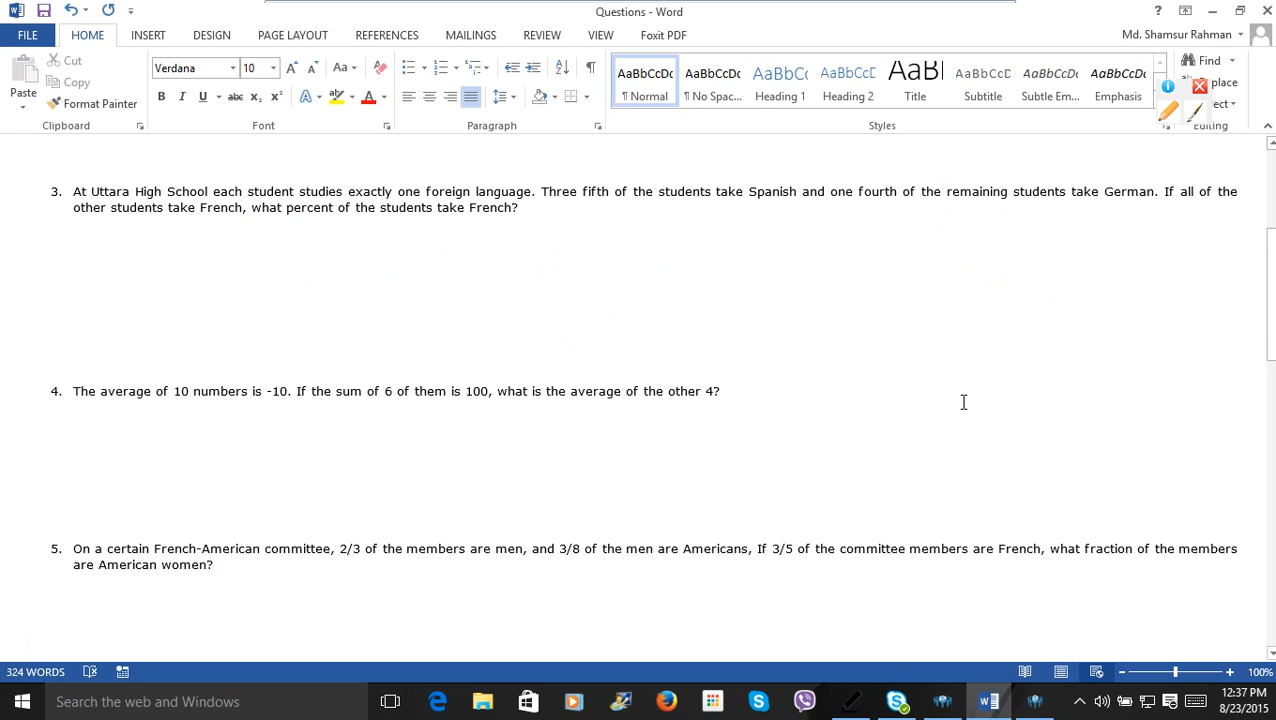 Questions - Word
FILE HOME INSERT DESIGN PAGE LAYOUT REFERENCES MAILINGS REVIEW VIEW Foxit PDF Md. Shamsur Rahman
Paste
Cut
Copy
Format Painter
Clipboard
Verdana 10
Font
Paragraph
AaBbCcDc AaBbCcDc AaBbCc AaBbCcD AaBl AaBbCcD AaBbCcDc AaBbCcDc
¶ Normal ¶ No Spac... Heading 1 Heading 2 Title Subtitle Subtle Em... Emphasis
Styles
Find
place
ect
Editing
3. At Uttara High School each student studies exactly one foreign language. Three fifth of the students take Spanish and one fourth of the remaining students take German. If all of the
other students take French, what percent of the students take French?
4. The average of 10 numbers is -10. If the sum of 6 of them is 100, what is the average of the other 4?
5. On a certain French-American committee, 2/3 of the members are men, and 3/8 of the men are Americans, If 3/5 of the committee members are French, what fraction of the members
are American women?
324 WORDS 100%
Search the web and Windows
12:37 PM
8/23/2015